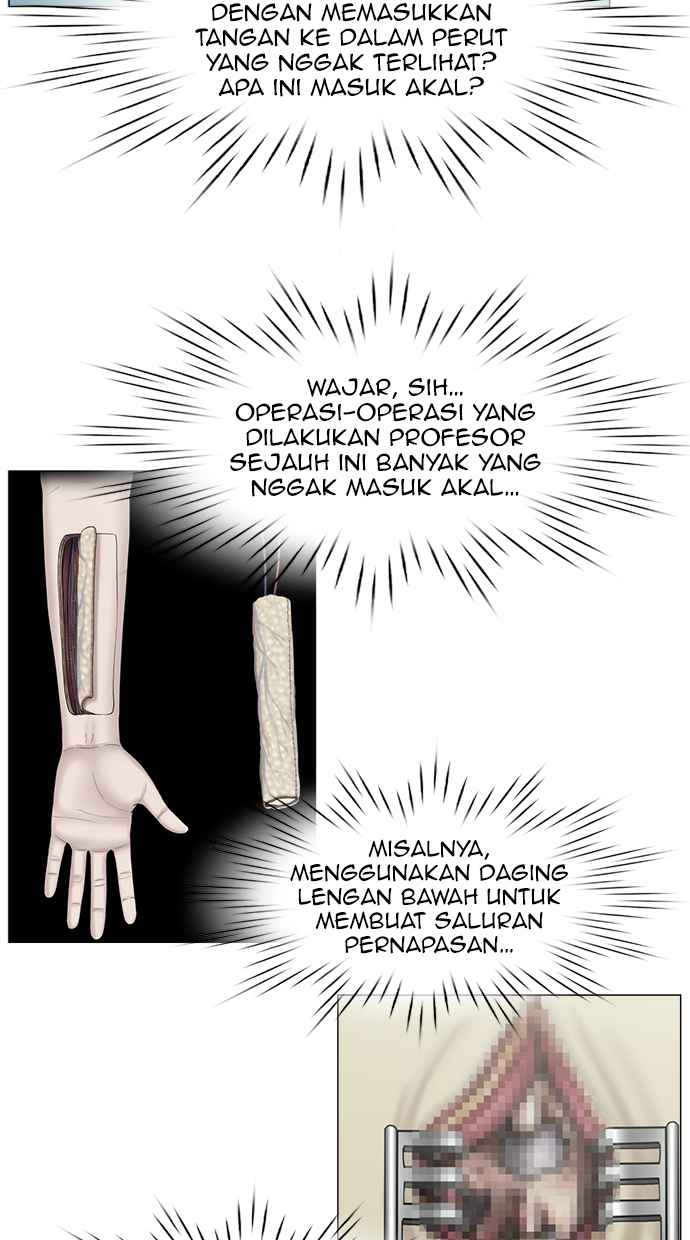 DENGAN MEMASUKKAN
TANGAN KE DALAM PERUT
YANG NGGAK TERLIHAT?
APA INI MASUK AKAL?
WAJAR, SIH...
OPERASI-OPERASI YANG
DILAKUKAN PROFESOR
SEJAUH INI BANYAK YANG
NGGAK MASUK AKAL...
MISALNYA,
MENGGUNAKAN DAGING
LENGAN BAWAH UNTUK
MEMBUAT SALURAN
PERNAPASAN...